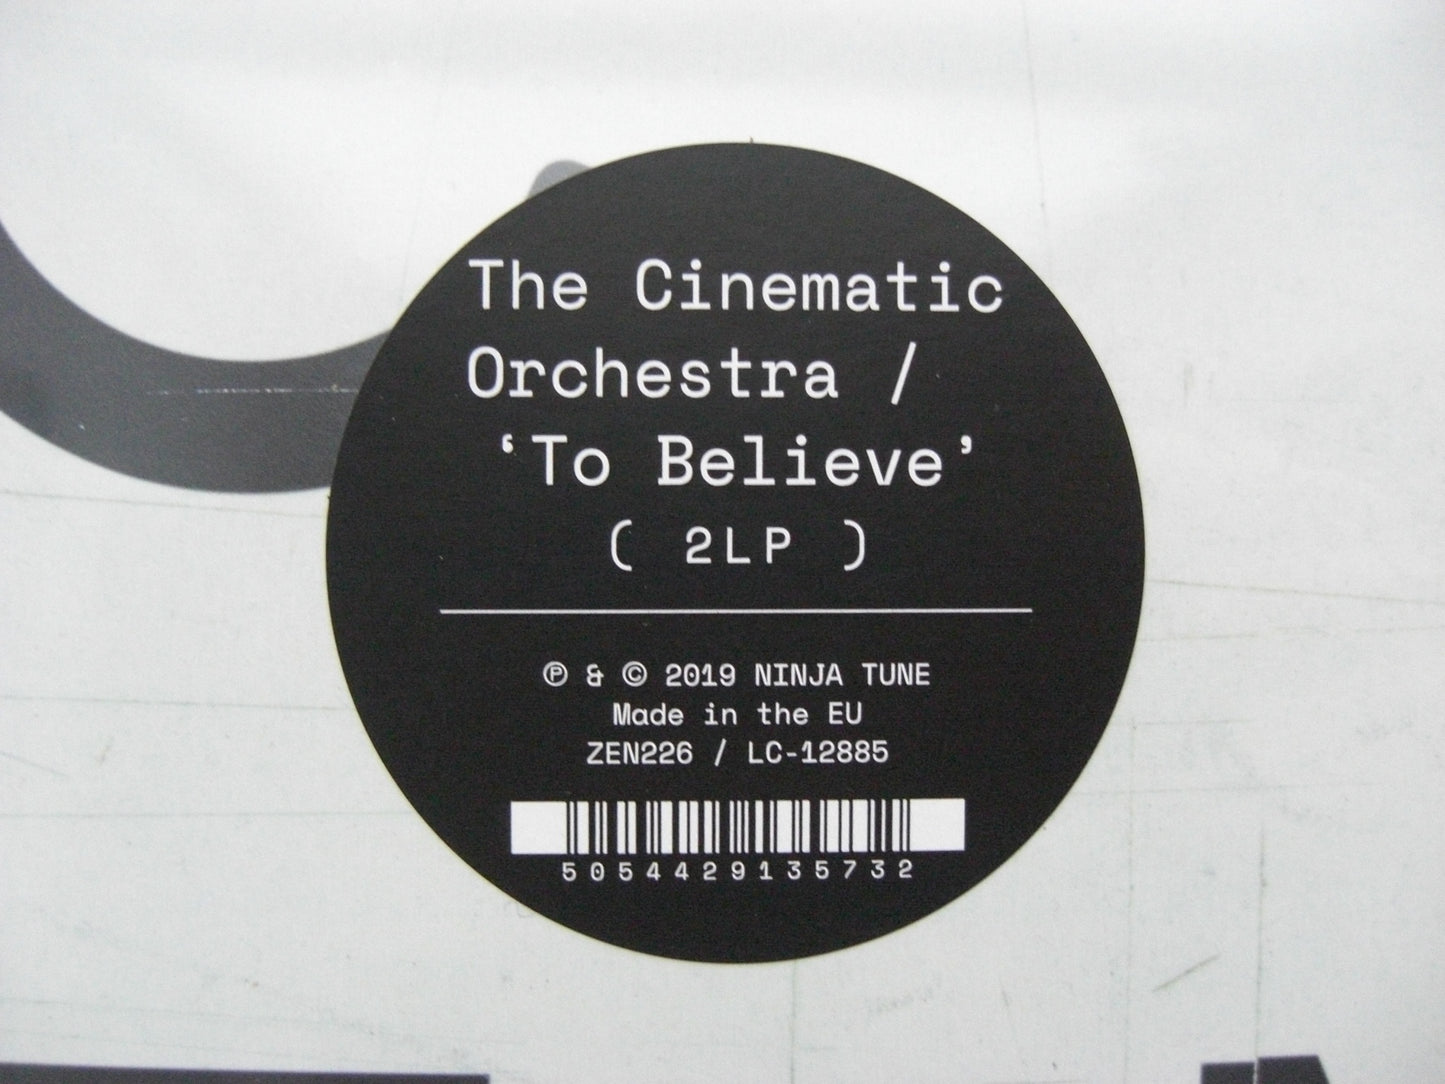 The Cinematic
Orchestra /
‘To Believe’
( 2LP )
℗ & © 2019 NINJA TUNE
Made in the EU
ZEN226 / LC-12885
5054429135732